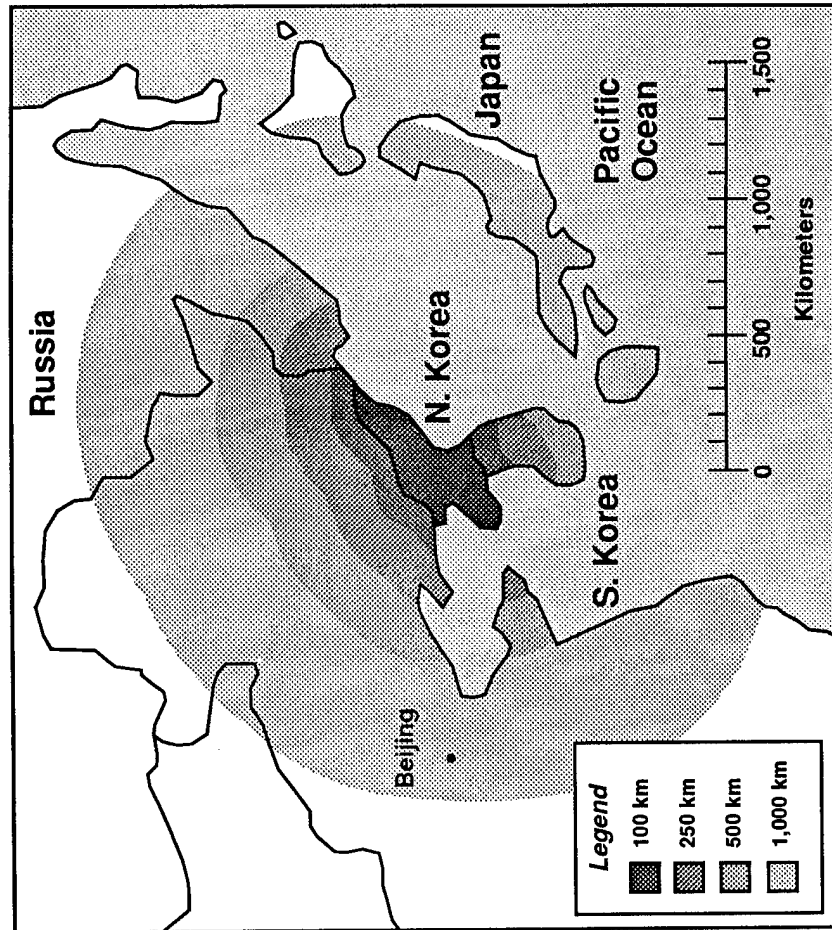 Russia
N. Korea
S. Korea
Japan
Pacific
Ocean
Beijing
Legend
100 km
250 km
500 km
1,000 km
0
500
1,000
1,500
Kilometers